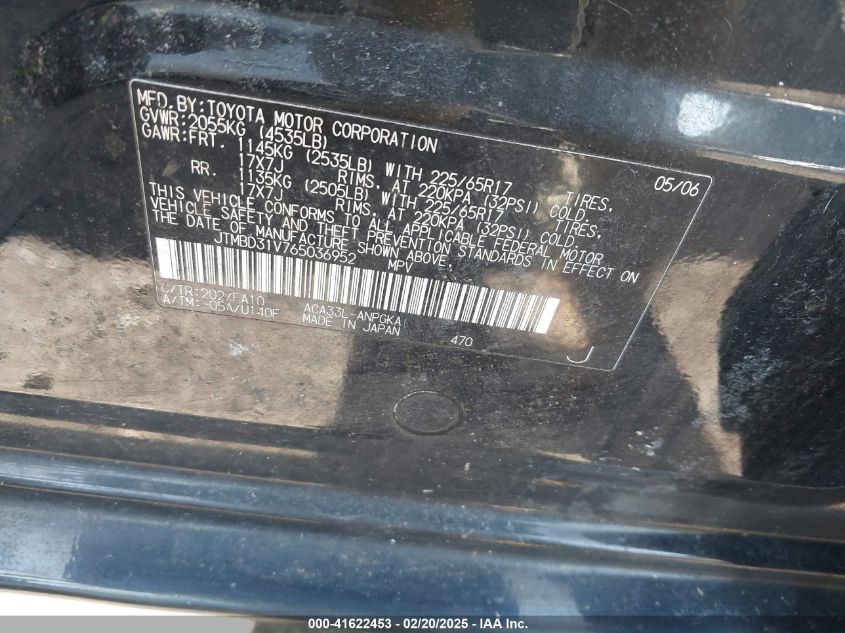 MFD.BY:TOYOTA MOTOR CORPORATION 05/06
GVWR:2055KG (4535LB)
GAWR:FRT. 1145KG (2535LB) WITH 225/65R17 TIRES,
17X7J RIMS, AT 220KPA (32PSI) COLD.
RR. 1135KG (2505LB) WITH 225/65R17 TIRES,
17X7J RIMS, AT 220KPA (32PSI) COLD.
THIS VEHICLE CONFORMS TO ALL APPLICABLE FEDERAL MOTOR
VEHICLE SAFETY AND THEFT PREVENTION STANDARDS IN EFFECT ON
THE DATE OF MANUFACTURE SHOWN ABOVE.
JTMBD31V765036952 MPV
C/TR:202/FA10 ACA33L-ANPGKA
A/TM:-05A/U140F MADE IN JAPAN 470 J
000-41622453 - 02/20/2025 - IAA Inc.